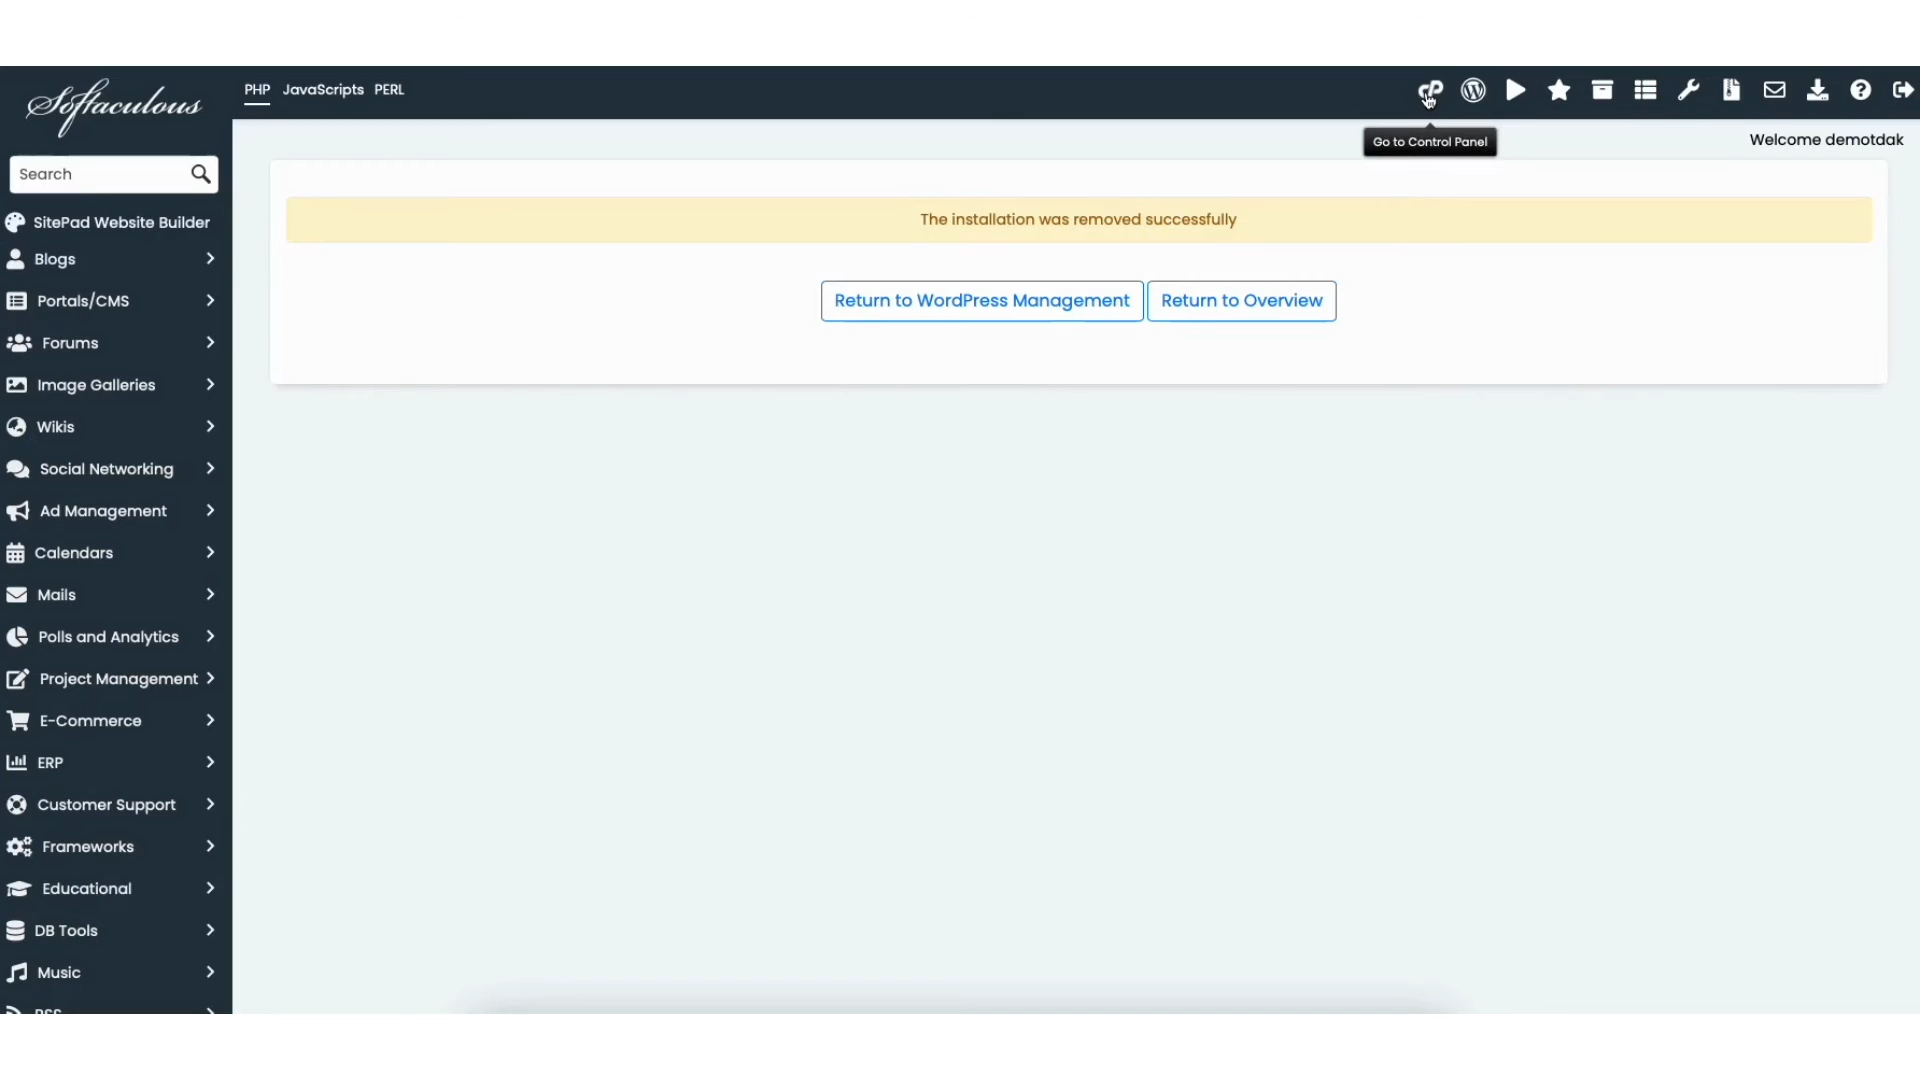 Softaculous
PHP JavaScripts PERL
Go to Control Panel
Welcome demotdak
Search
The installation was removed successfully
Return to WordPress Management Return to Overview
SitePad Website Builder
Blogs
Portals/CMS
Forums
Image Galleries
Wikis
Social Networking
Ad Management
Calendars
Mails
Polls and Analytics
Project Management
E-Commerce
ERP
Customer Support
Frameworks
Educational
DB Tools
Music
RSS